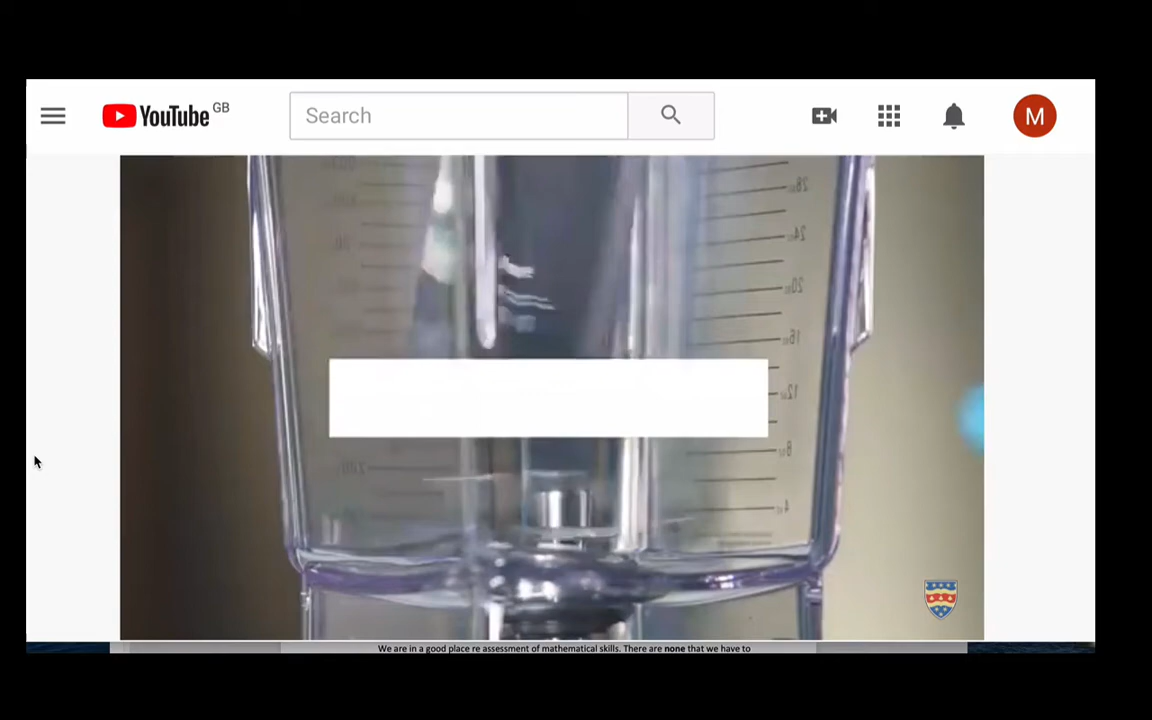 YouTube GB
Search
M
28
24
20
16
12
8
4
We are in a good place re assessment of mathematical skills. There are none that we have to